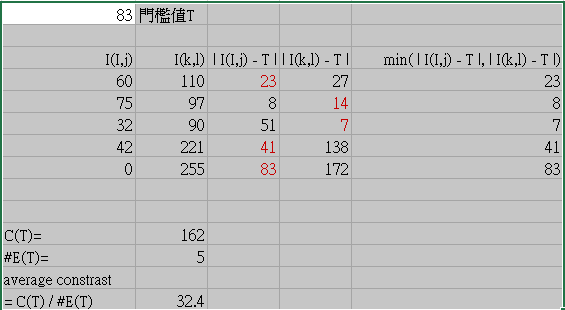 83 門檻值T
I(I,j) I(k,l) | I(I,j) - T | | I(k,l) - T | min( | I(I,j) - T |, | I(k,l) - T |)
60 110 23 27 23
75 97 8 14 8
32 90 51 7 7
42 221 41 138 41
0 255 83 172 83
C(T)= 162
#E(T)= 5
average constrast
= C(T) / #E(T) 32.4